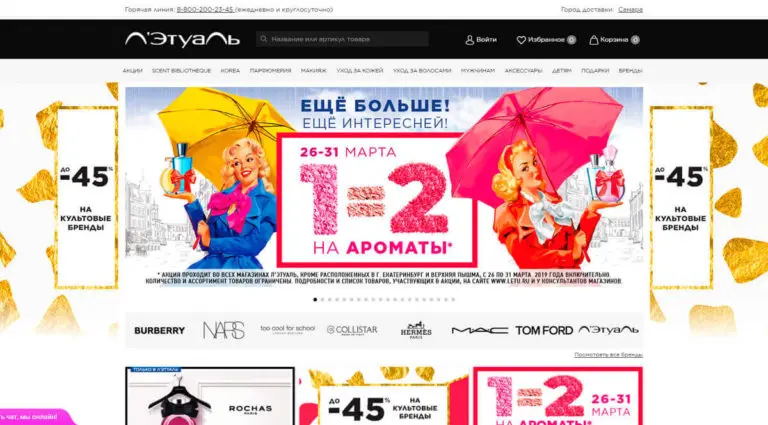 Горячая линия: 8-800-200-23-45 (ежедневно и круглосуточно)
Город доставки: Самара
Л'Этуаль
Название или артикул товара
Войти
Избранное 0
Корзина 0
АКЦИИ SCENT BIBLIOTHEQUE KOREA ПАРФЮМЕРИЯ МАКИЯЖ УХОД ЗА КОЖЕЙ УХОД ЗА ВОЛОСАМИ МУЖЧИНАМ АКСЕССУАРЫ ДЕТЯМ ПОДАРКИ БРЕНДЫ
ДО
-45%
НА
КУЛЬТОВЫЕ
БРЕНДЫ
ЕЩЁ БОЛЬШЕ!
ЕЩЁ ИНТЕРЕСНЕЙ!
26-31 МАРТА
1=2
НА АРОМАТЫ*
* АКЦИЯ ПРОХОДИТ ВО ВСЕХ МАГАЗИНАХ Л'ЭТУАЛЬ, КРОМЕ РАСПОЛОЖЕННЫХ В Г. ЕКАТЕРИНБУРГ И ВЕРХНЯЯ ПЫШМА, С 26 ПО 31 МАРТА 2019 ГОДА ВКЛЮЧИТЕЛЬНО.
КОЛИЧЕСТВО И АССОРТИМЕНТ ТОВАРОВ ОГРАНИЧЕНЫ. ПОДРОБНОСТИ И СПИСОК ТОВАРОВ, УЧАСТВУЮЩИХ В АКЦИИ, НА САЙТЕ WWW.LETU.RU И У КОНСУЛЬТАНТОВ МАГАЗИНОВ.
ДО
-45%
НА
КУЛЬТОВЫЕ
БРЕНДЫ
BURBERRY NARS too cool for school COLLISTAR HERMÈS PARIS MAC TOM FORD Л'Этуаль
Посмотреть все бренды
ТОЛЬКО В Л'ЭТУАЛЬ
ROCHAS
PARIS
ДО
-45%
НА КУЛЬТОВЫЕ
БРЕНДЫ
1=2
26-31
МАРТА
НА АРОМАТЫ*
ь чат, мы онлайн!